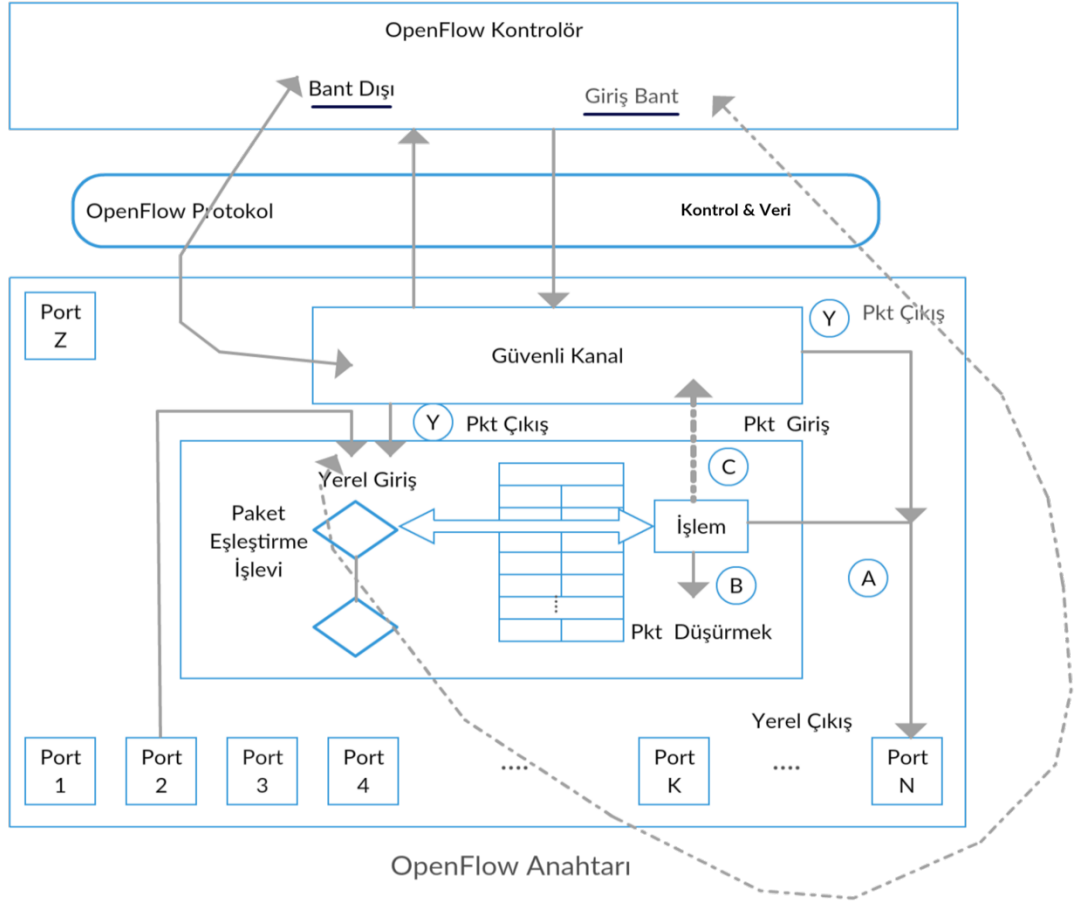 OpenFlow Kontrolör
Bant Dışı
Giriş Bant
OpenFlow Protokol
Kontrol & Veri
Port
Z
Güvenli Kanal
Y
Pkt Çıkış
Y
Pkt Çıkış
Pkt Giriş
C
Yerel Giriş
Paket
Eşleştirme
İşlevi
İşlem
A
B
Pkt Düşürmek
Yerel Çıkış
Port
1
Port
2
Port
3
Port
4
....
Port
K
....
Port
N
OpenFlow Anahtarı